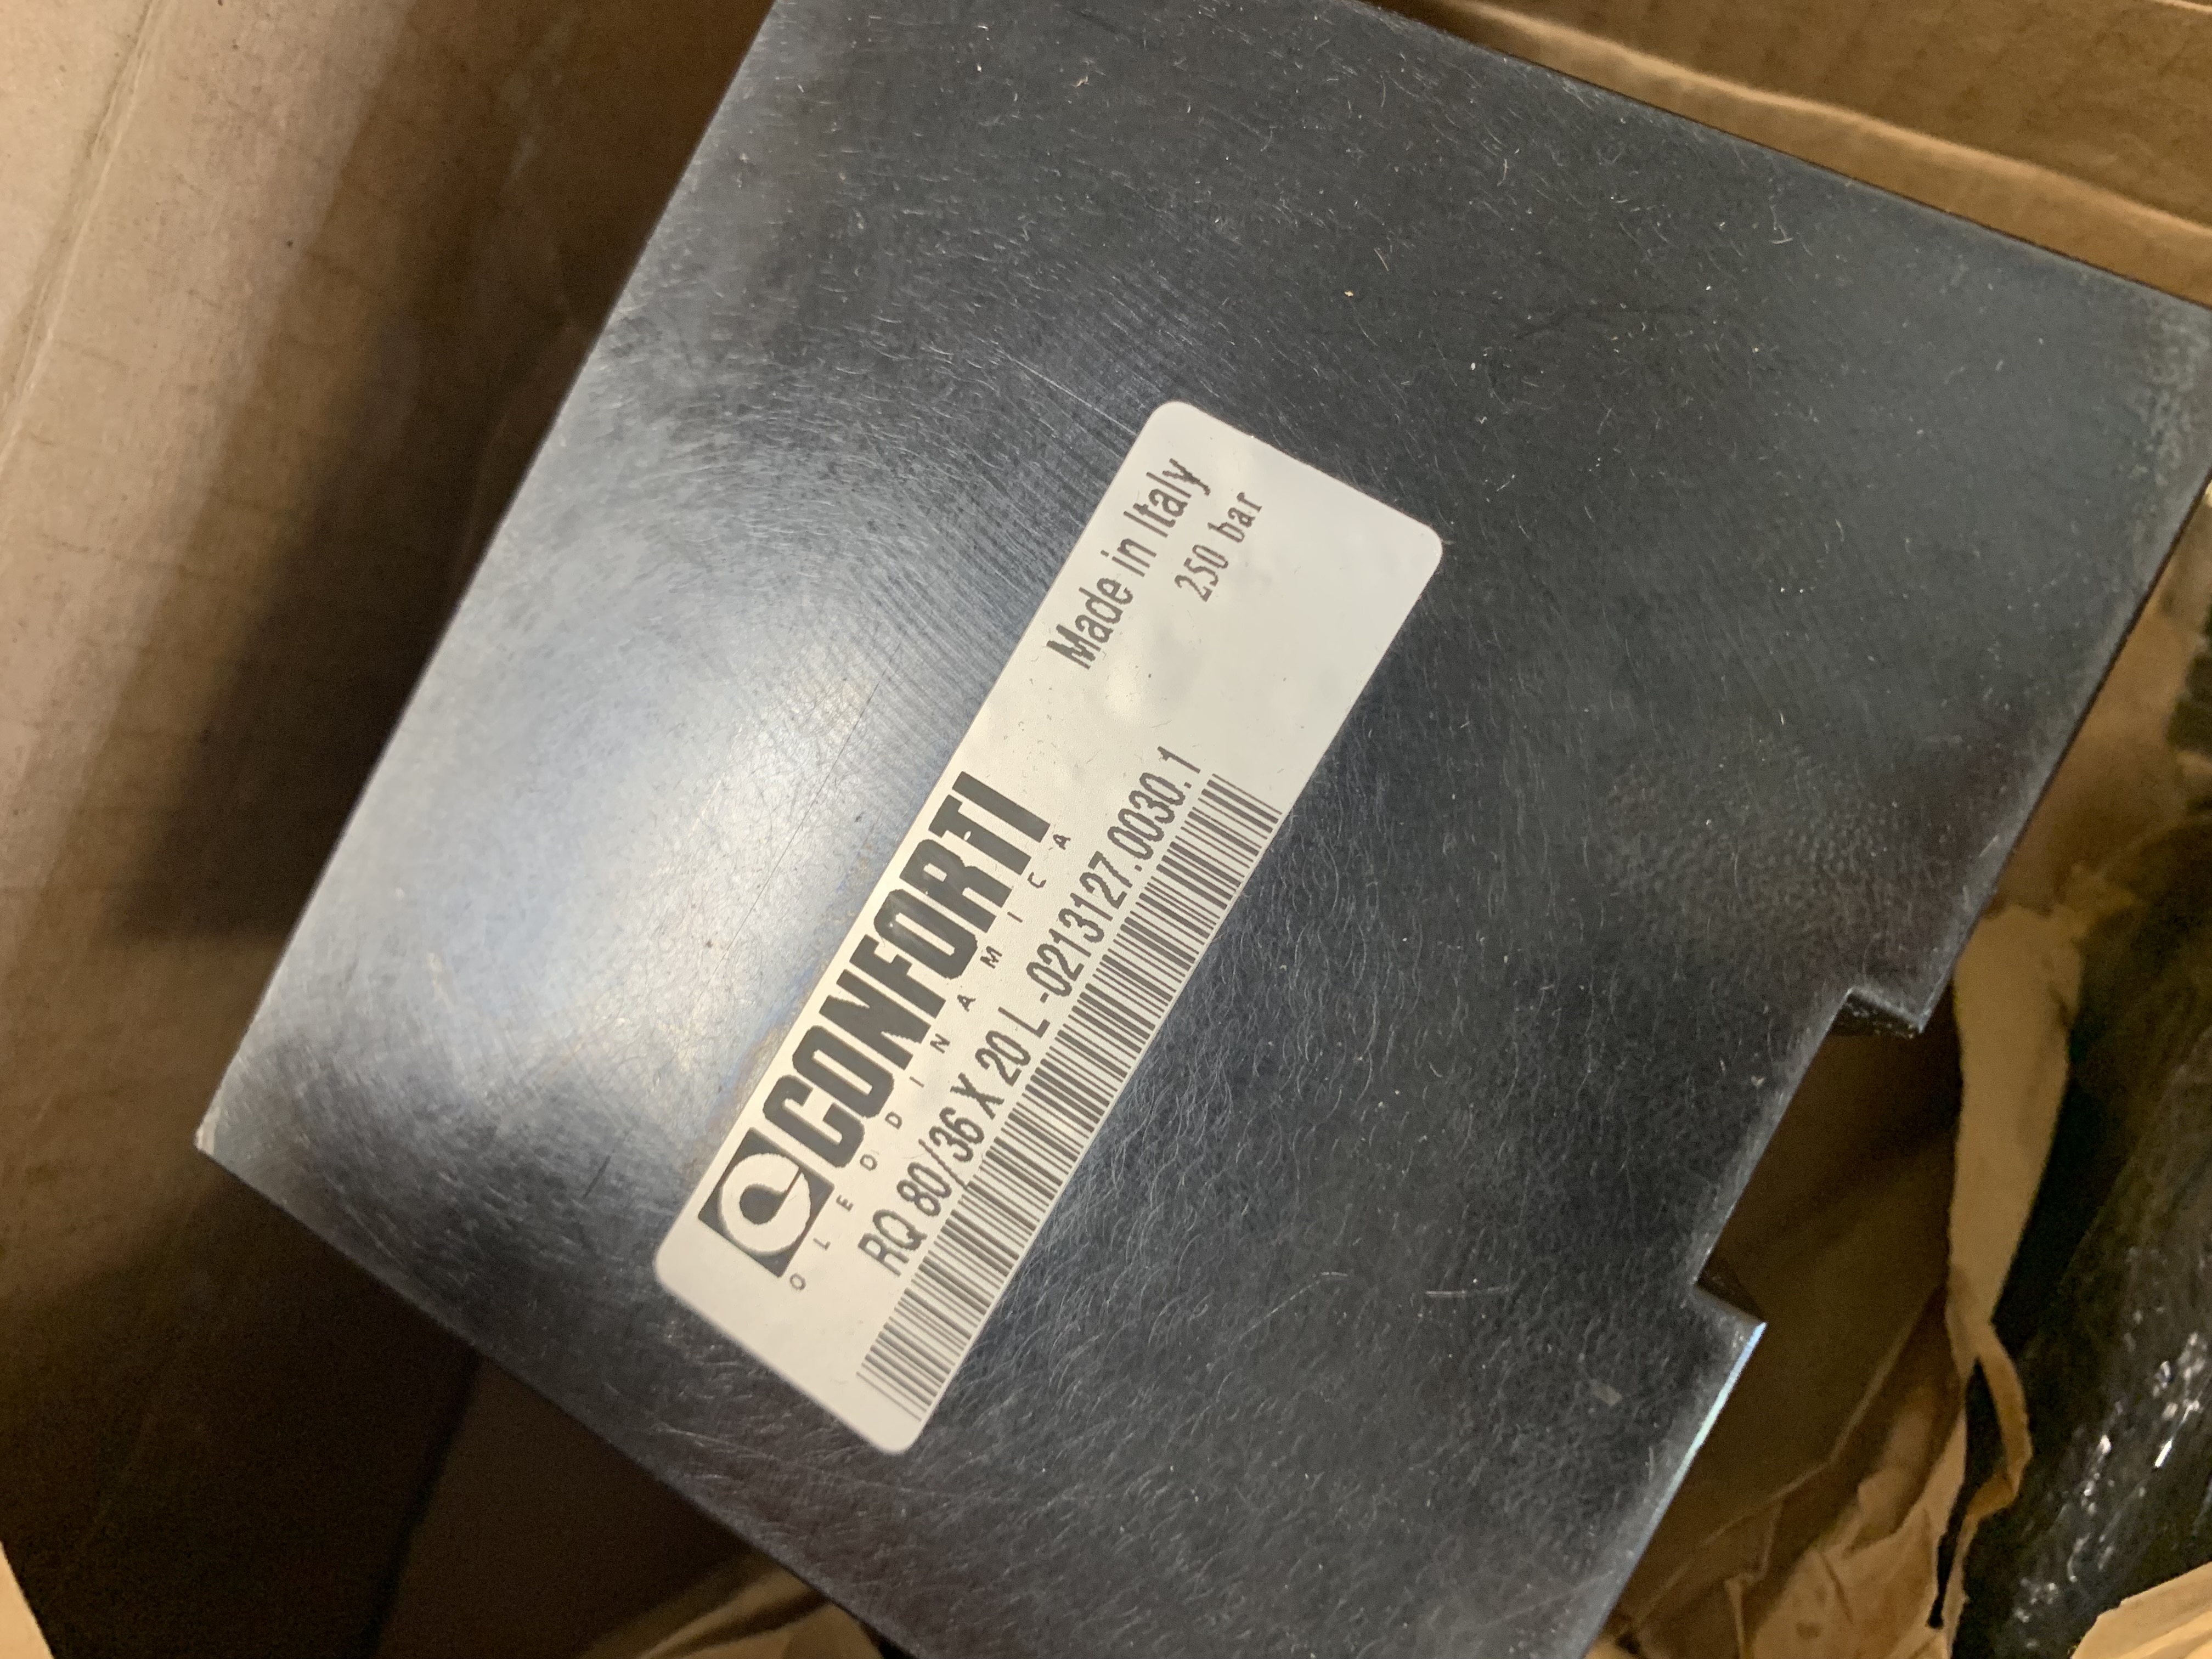 CONFORTI
OLEODINAMICA
Made in Italy
250 bar
RQ 80/36 X 20 L -0213127.0030.1